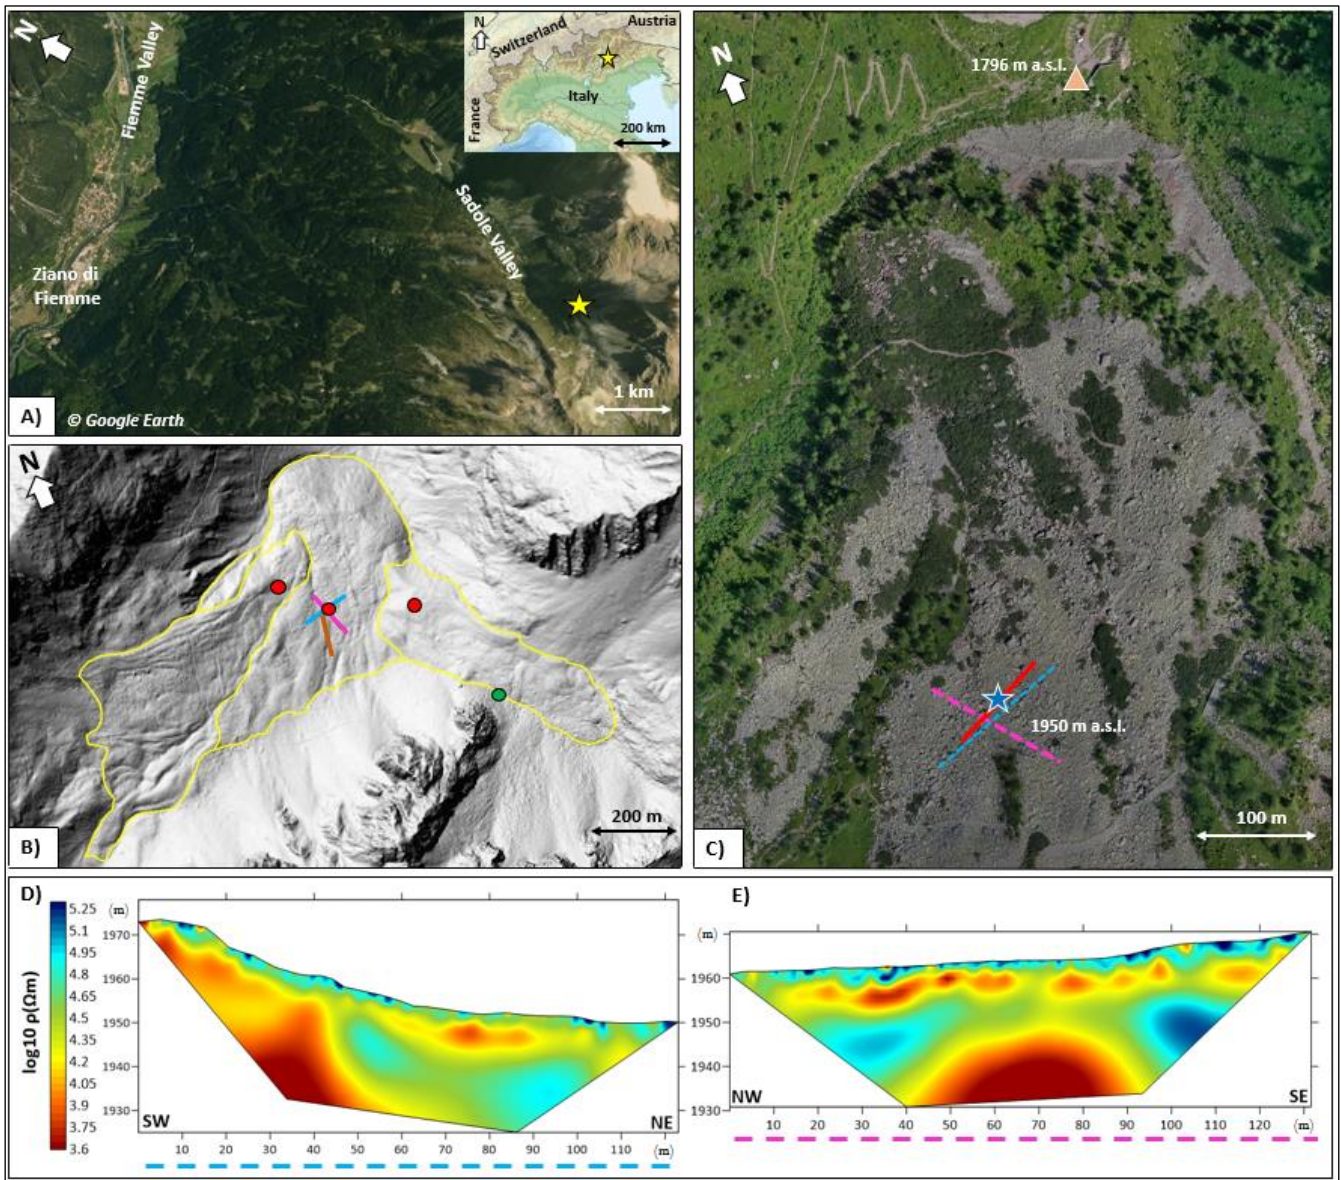 N
Fiemme Valley
Sadole Valley
Ziano di
Fiemme
1 km
A)
© Google Earth
N
Switzerland
Austria
France
Italy
200 km
N
200 m
B)
N
1796 m a.s.l.
1950 m a.s.l.
100 m
C)
D)
log10 ρ(Ωm)
5.25
5.1
4.95
4.8
4.65
4.5
4.35
4.2
4.05
3.9
3.75
3.6
(m)
1970
1960
1950
1940
1930
SW
NE
10 20 30 40 50 60 70 80 90 100 110 (m)
E)
(m)
1960
1950
1940
1930
NW
SE
10 20 30 40 50 60 70 80 90 100 110 120 (m)